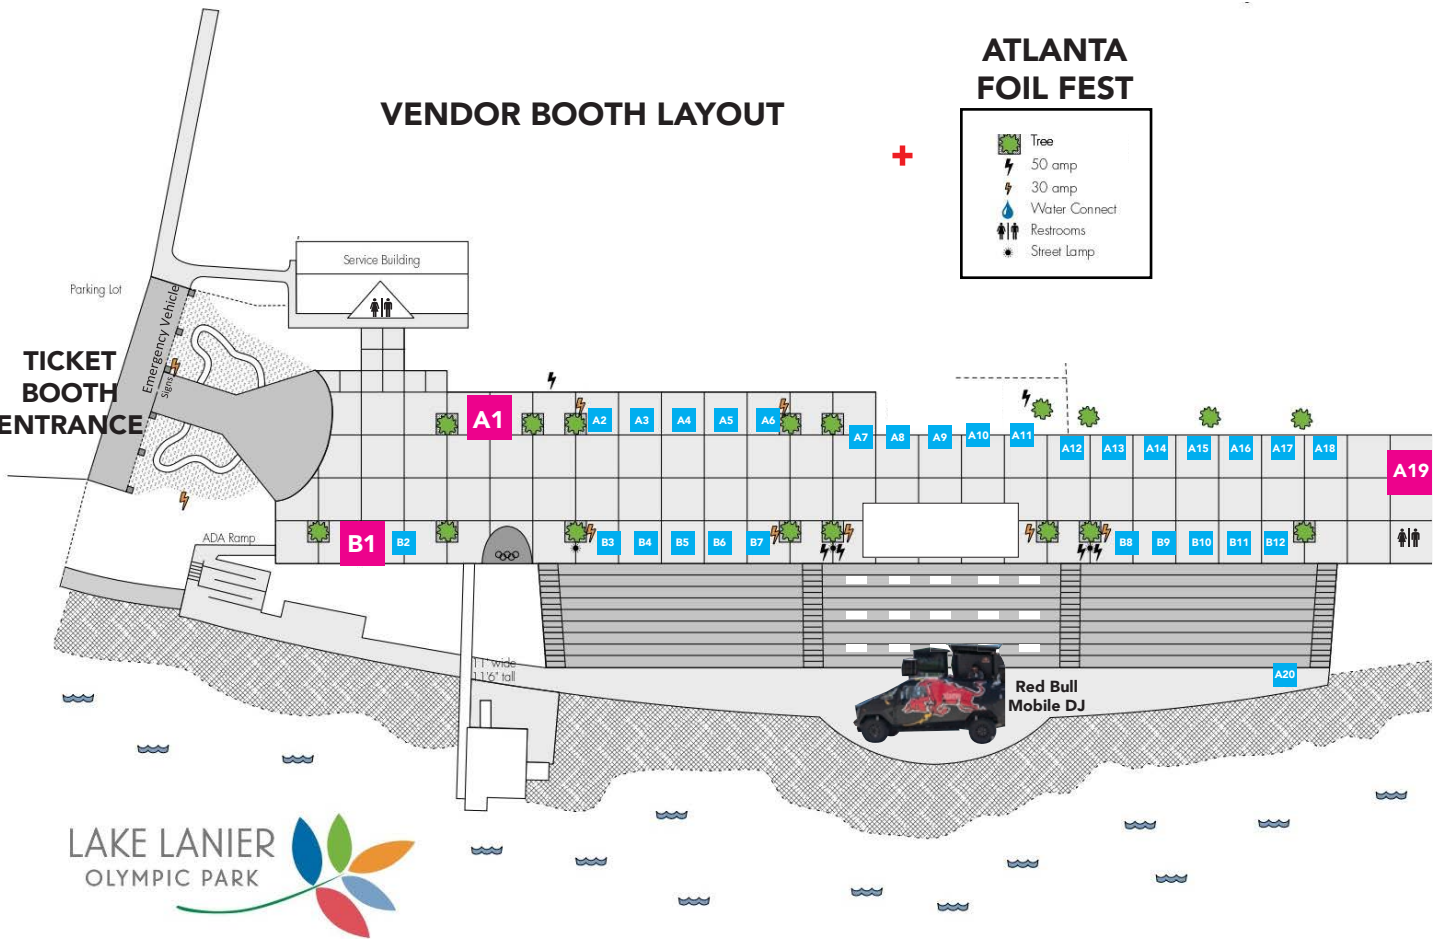 ATLANTA
FOIL FEST
VENDOR BOOTH LAYOUT
Tree
50 amp
30 amp
Water Connect
Restrooms
Street Lamp
Service Building
Parking Lot
Emergency Vehicle
Signs
TICKET
BOOTH
ENTRANCE
A1
A2
A3
A4
A5
A6
A7
A8
A9
A10
A11
A12
A13
A14
A15
A16
A17
A18
A19
ADA Ramp
B1
B2
B3
B4
B5
B6
B7
B8
B9
B10
B11
B12
11' wide
11'6" tall
A20
Red Bull
Mobile DJ
LAKE LANIER
OLYMPIC PARK